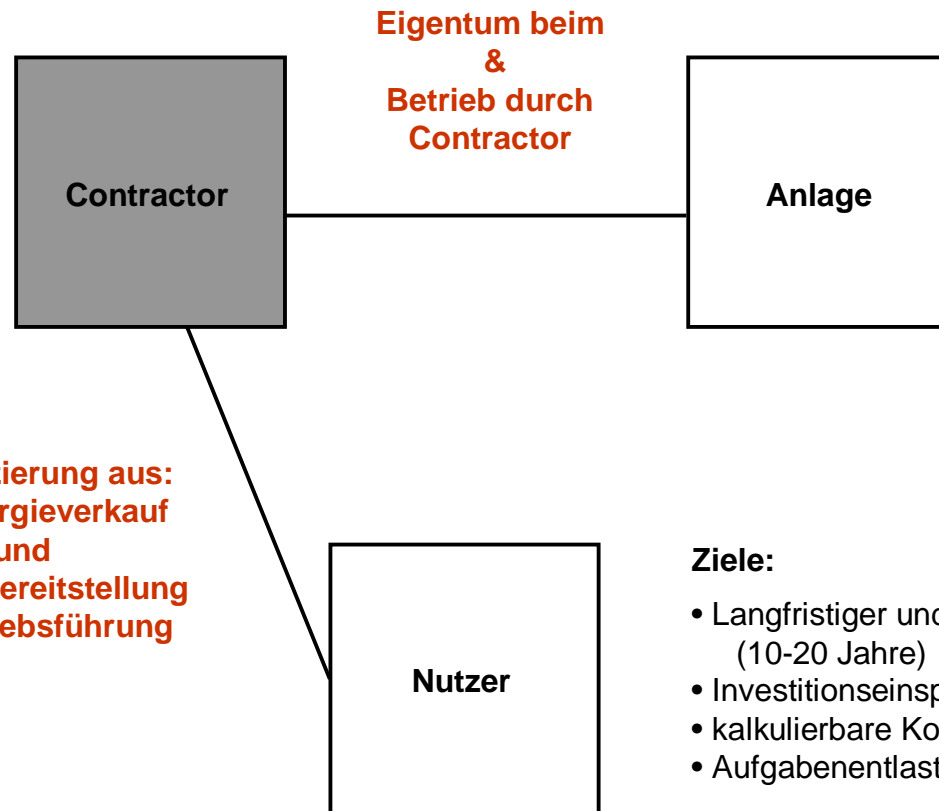 Eigentum beim
&
Betrieb durch
Contractor
Contractor
Anlage
zierung aus:
rgieverkauf
und
ereitstellung
ebsführung
Nutzer
Ziele:
• Langfristiger und
(10-20 Jahre)
• Investitionseinsp
• kalkulierbare Ko
• Aufgabenentlast